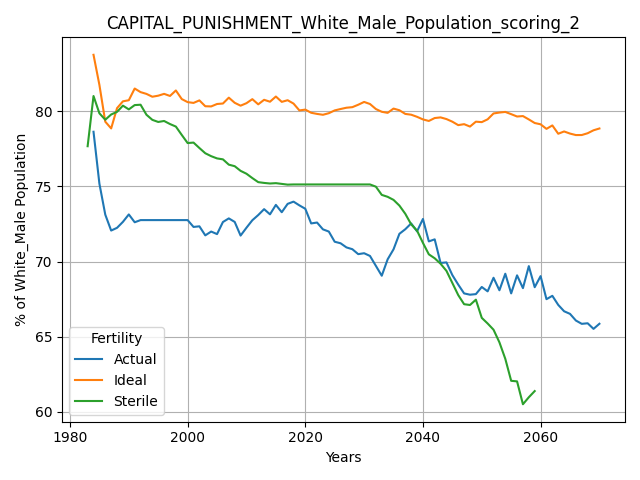 CAPITAL_PUNISHMENT_White_Male_Population_scoring_2
% of White_Male Population
80
75
70
65
60
Fertility
Actual
Ideal
Sterile
1980
2000
2020
2040
2060
Years